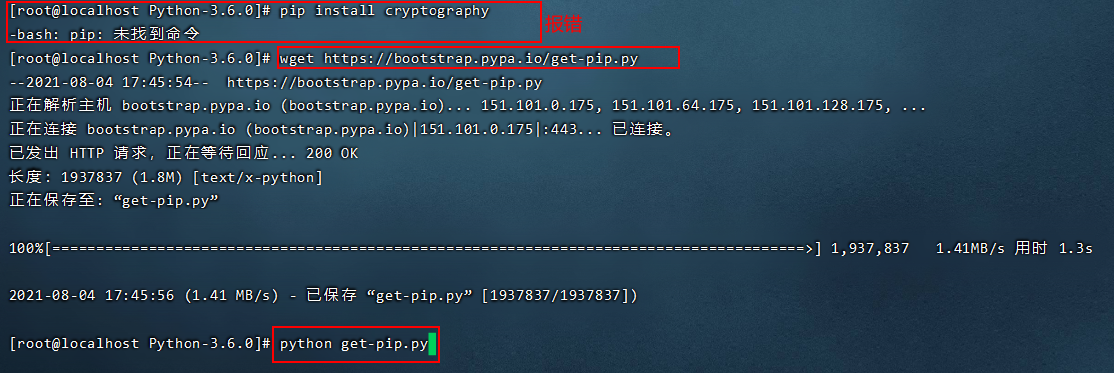 [root@localhost Python-3.6.0]# pip install cryptography
-bash: pip: 未找到命令
报错
[root@localhost Python-3.6.0]# wget https://bootstrap.pypa.io/get-pip.py
--2021-08-04 17:45:54--  https://bootstrap.pypa.io/get-pip.py
正在解析主机 bootstrap.pypa.io (bootstrap.pypa.io)... 151.101.0.175, 151.101.64.175, 151.101.128.175, ...
正在连接 bootstrap.pypa.io (bootstrap.pypa.io)|151.101.0.175|:443... 已连接。
已发出 HTTP 请求，正在等待回应... 200 OK
长度：1937837 (1.8M) [text/x-python]
正在保存至: “get-pip.py”
100%[======================================================================================>] 1,937,837   1.41MB/s 用时 1.3s
2021-08-04 17:45:56 (1.41 MB/s) - 已保存 “get-pip.py” [1937837/1937837])
[root@localhost Python-3.6.0]# python get-pip.py